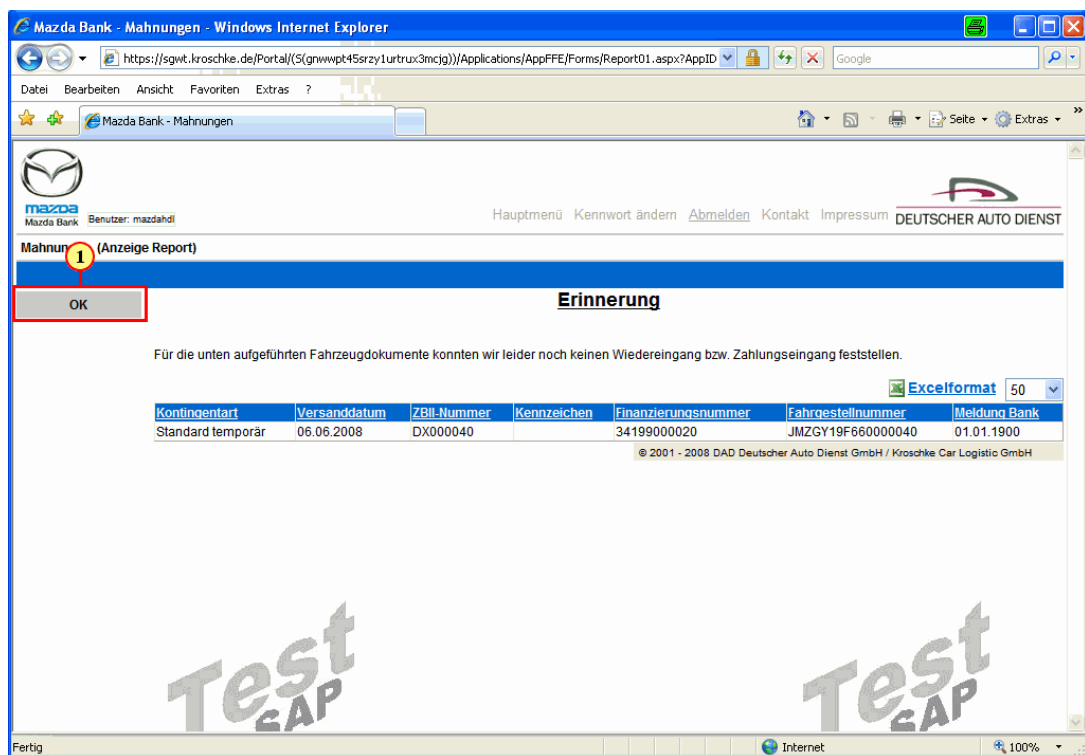 Mazda Bank - Mahnungen - Windows Internet Explorer
https://sgwt.kroschke.de/Portal/(S(gnwwpt45srzy1urtrux3mcjg))/Applications/AppFFE/Forms/Report01.aspx?AppID
Google
Datei Bearbeiten Ansicht Favoriten Extras ?
Mazda Bank - Mahnungen
Seite Extras
mazda
Mazda Bank
Benutzer: mazdahdl
Hauptmenü Kennwort ändern Abmelden Kontakt Impressum
DEUTSCHER AUTO DIENST
(Anzeige Report)
1
OK
Erinnerung
Für die unten aufgeführten Fahrzeugdokumente konnten wir leider noch keinen Wiedereingang bzw. Zahlungseingang feststellen.
Excelformat 50
Kontingentart Versanddatum ZBII-Nummer Kennzeichen Finanzierungsnummer Fahrgestellnummer Meldung Bank
Standard temporär 06.06.2008 DX000040 34199000020 JMZGY19F660000040 01.01.1900
© 2001 - 2008 DAD Deutscher Auto Dienst GmbH / Kroschke Car Logistic GmbH
Test SAP
Test SAP
Fertig
Internet
100%